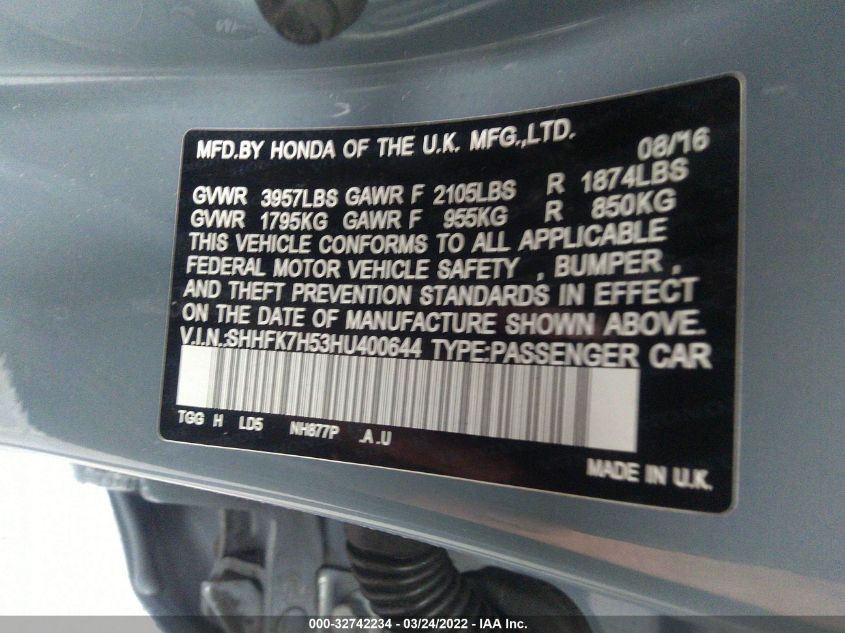 MFD.BY HONDA OF THE U.K. MFG.,LTD. 08/'16
GVWR 3957LBS GAWR F 2105LBS R 1874LBS
GVWR 1795KG GAWR F 955KG R 850KG
THIS VEHICLE CONFORMS TO ALL APPLICABLE
FEDERAL MOTOR VEHICLE SAFETY , BUMPER ,
AND THEFT PREVENTION STANDARDS IN EFFECT
ON THE DATE OF MANUFACTURE SHOWN ABOVE.
V.I.N.:SHHFK7H53HU400644 TYPE:PASSENGER CAR
TGG H LD5 NH877P .A.U
MADE IN U.K.
000-32742234 - 03/24/2022 - IAA Inc.